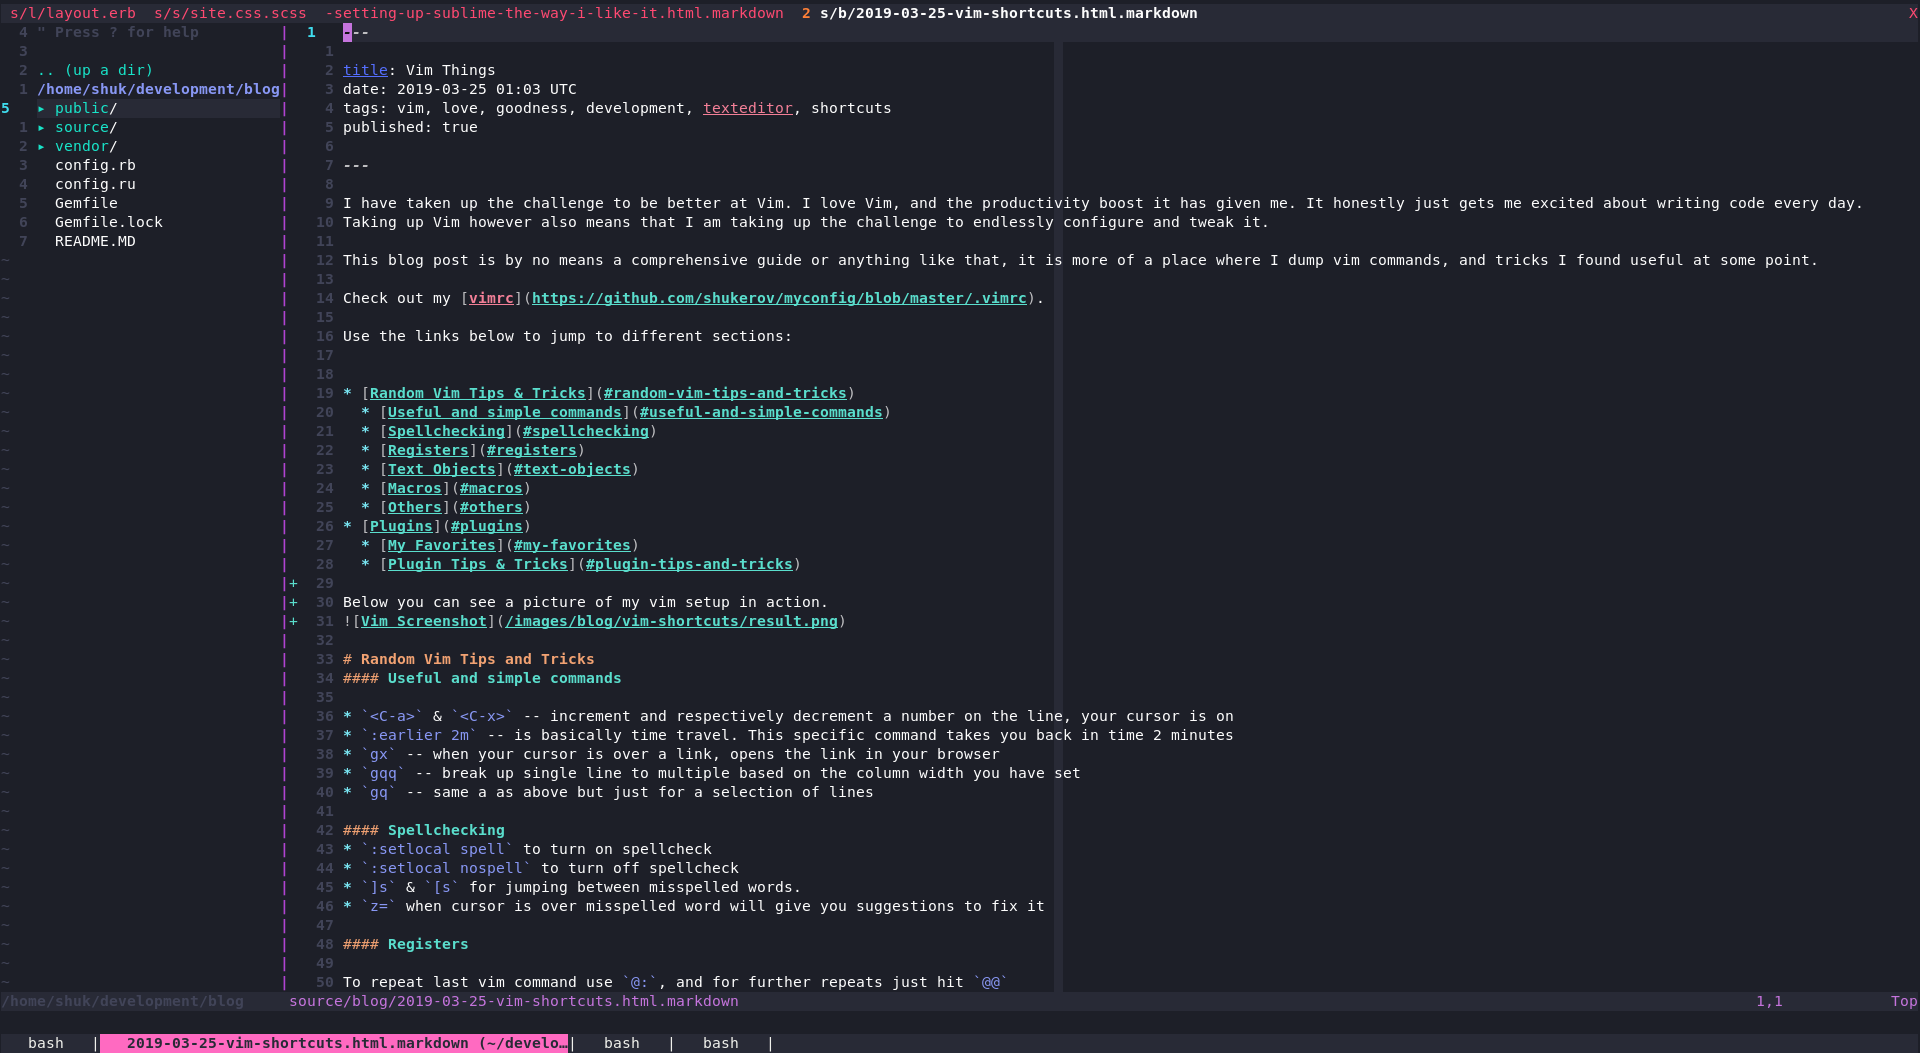 s/l/layout.erb  s/s/site.css.scss  -setting-up-sublime-the-way-i-like-it.html.markdown  2 s/b/2019-03-25-vim-shortcuts.html.markdown  X
4 " Press ? for help
3
2 .. (up a dir)
1 /home/shuk/development/blog
5 ▸ public/
1 ▸ source/
2 ▸ vendor/
3 config.rb
4 config.ru
5 Gemfile
6 Gemfile.lock
7 README.MD
1 ---
1
2 title: Vim Things
3 date: 2019-03-25 01:03 UTC
4 tags: vim, love, goodness, development, texteditor, shortcuts
5 published: true
6
7 ---
8
9 I have taken up the challenge to be better at Vim. I love Vim, and the productivity boost it has given me. It honestly just gets me excited about writing code every day.
10 Taking up Vim however also means that I am taking up the challenge to endlessly configure and tweak it.
11
12 This blog post is by no means a comprehensive guide or anything like that, it is more of a place where I dump vim commands, and tricks I found useful at some point.
13
14 Check out my [vimrc](https://github.com/shukerov/myconfig/blob/master/.vimrc).
15
16 Use the links below to jump to different sections:
17
18
19 * [Random Vim Tips & Tricks](#random-vim-tips-and-tricks)
20   * [Useful and simple commands](#useful-and-simple-commands)
21   * [Spellchecking](#spellchecking)
22   * [Registers](#registers)
23   * [Text Objects](#text-objects)
24   * [Macros](#macros)
25   * [Others](#others)
26 * [Plugins](#plugins)
27   * [My Favorites](#my-favorites)
28   * [Plugin Tips & Tricks](#plugin-tips-and-tricks)
+ 29
+ 30 Below you can see a picture of my vim setup in action.
+ 31 ![Vim Screenshot](/images/blog/vim-shortcuts/result.png)
32
33 # Random Vim Tips and Tricks
34 #### Useful and simple commands
35
36 * `<C-a>` & `<C-x>` -- increment and respectively decrement a number on the line, your cursor is on
37 * `:earlier 2m` -- is basically time travel. This specific command takes you back in time 2 minutes
38 * `gx` -- when your cursor is over a link, opens the link in your browser
39 * `gqq` -- break up single line to multiple based on the column width you have set
40 * `gq` -- same a as above but just for a selection of lines
41
42 #### Spellchecking
43 * `:setlocal spell` to turn on spellcheck
44 * `:setlocal nospell` to turn off spellcheck
45 * `]s` & `[s` for jumping between misspelled words.
46 * `z=` when cursor is over misspelled word will give you suggestions to fix it
47
48 #### Registers
49
50 To repeat last vim command use `@:`, and for further repeats just hit `@@`
/home/shuk/development/blog  source/blog/2019-03-25-vim-shortcuts.html.markdown  1,1  Top
bash | 2019-03-25-vim-shortcuts.html.markdown (~/develo…| bash | bash |